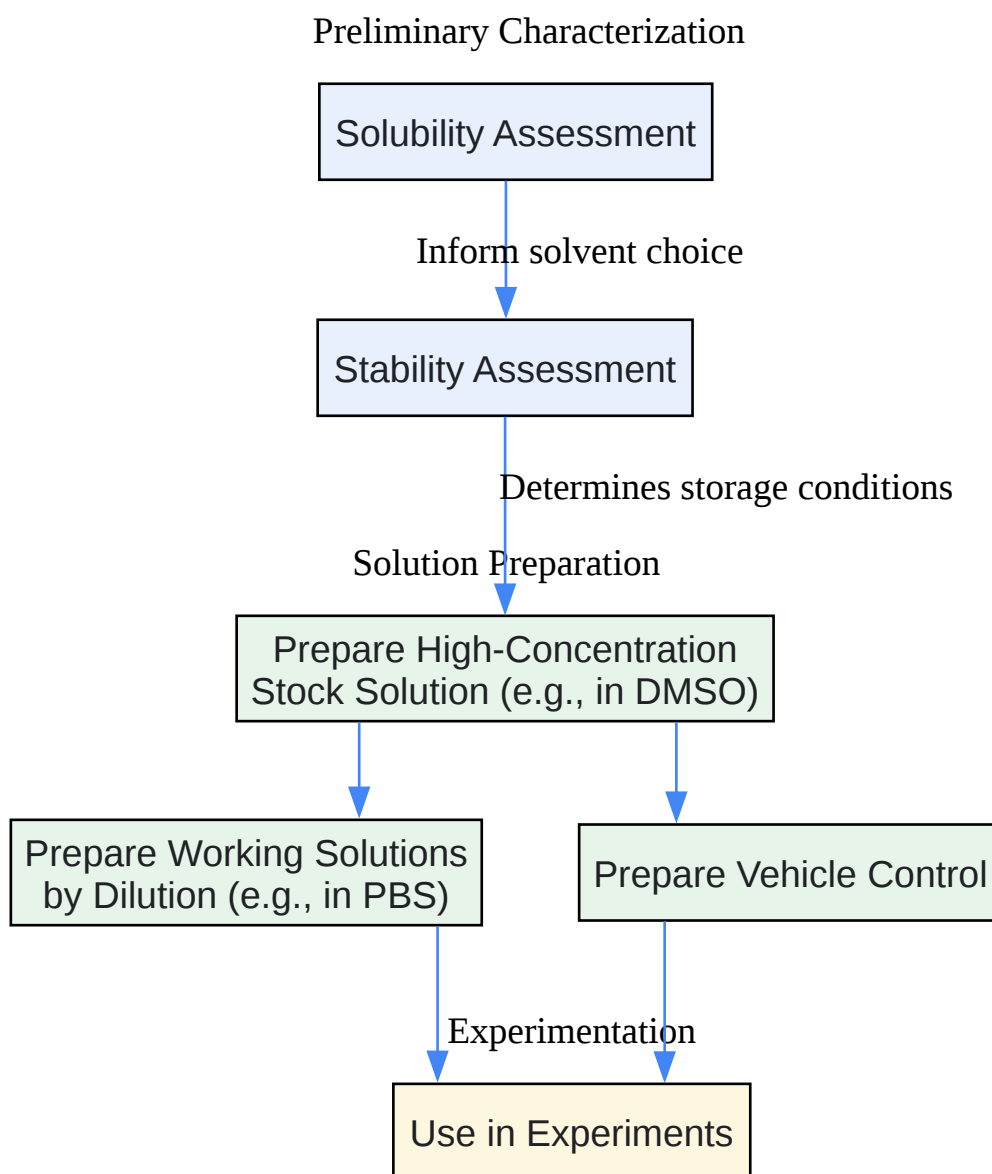 Preliminary Characterization
Solubility Assessment
Inform solvent choice
Stability Assessment
Determines storage conditions
Solution Preparation
Prepare High-Concentration
Stock Solution (e.g., in DMSO)
Prepare Working Solutions
by Dilution (e.g., in PBS)
Prepare Vehicle Control
Experimentation
Use in Experiments